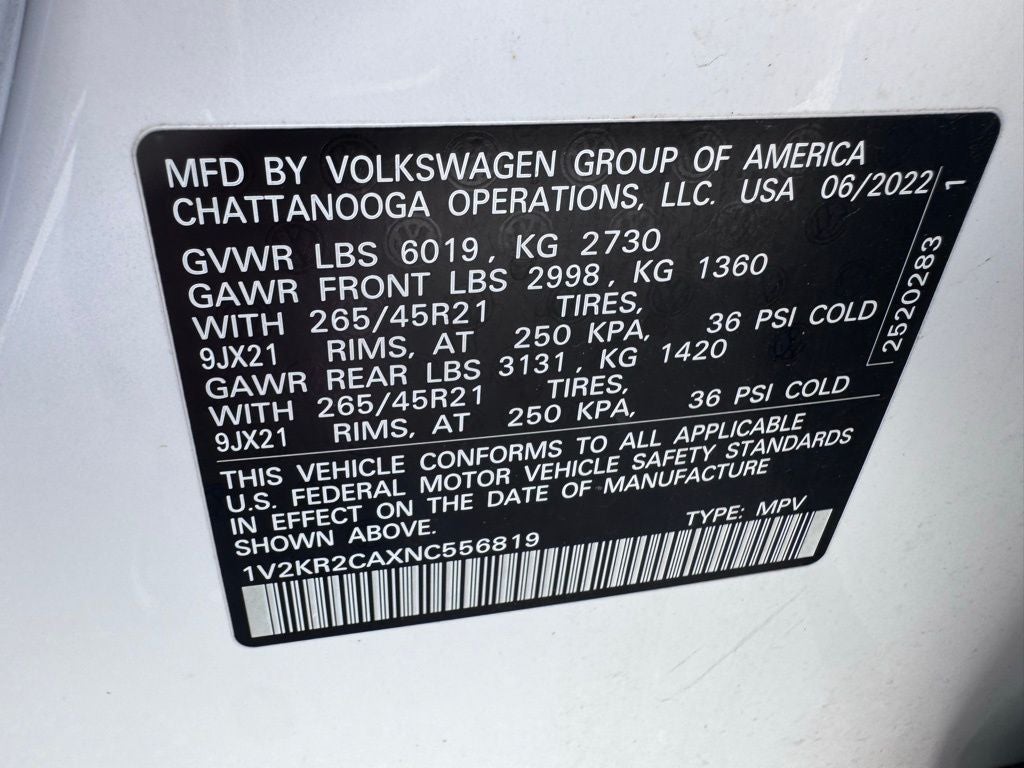 MFD BY VOLKSWAGEN GROUP OF AMERICA
CHATTANOOGA OPERATIONS, LLC. USA 06/2022
GVWR LBS 6019, KG 2730
GAWR FRONT LBS 2998, KG 1360
WITH 265/45R21 TIRES,
9JX21 RIMS, AT 250 KPA, 36 PSI COLD
GAWR REAR LBS 3131, KG 1420
WITH 265/45R21 TIRES,
9JX21 RIMS, AT 250 KPA, 36 PSI COLD
THIS VEHICLE CONFORMS TO ALL APPLICABLE
U.S. FEDERAL MOTOR VEHICLE SAFETY STANDARDS
IN EFFECT ON THE DATE OF MANUFACTURE
SHOWN ABOVE. TYPE: MPV
1V2KR2CAXNC556819
2520283 1